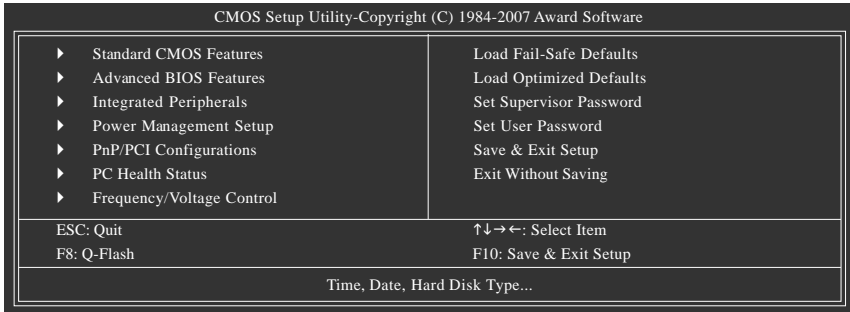 CMOS Setup Utility-Copyright (C) 1984-2007 Award Software
Standard CMOS Features
Advanced BIOS Features
Integrated Peripherals
Power Management Setup
PnP/PCI Configurations
PC Health Status
Frequency/Voltage Control
Load Fail-Safe Defaults
Load Optimized Defaults
Set Supervisor Password
Set User Password
Save & Exit Setup
Exit Without Saving
ESC: Quit
↑↓→←: Select Item
F8: Q-Flash
F10: Save & Exit Setup
Time, Date, Hard Disk Type...